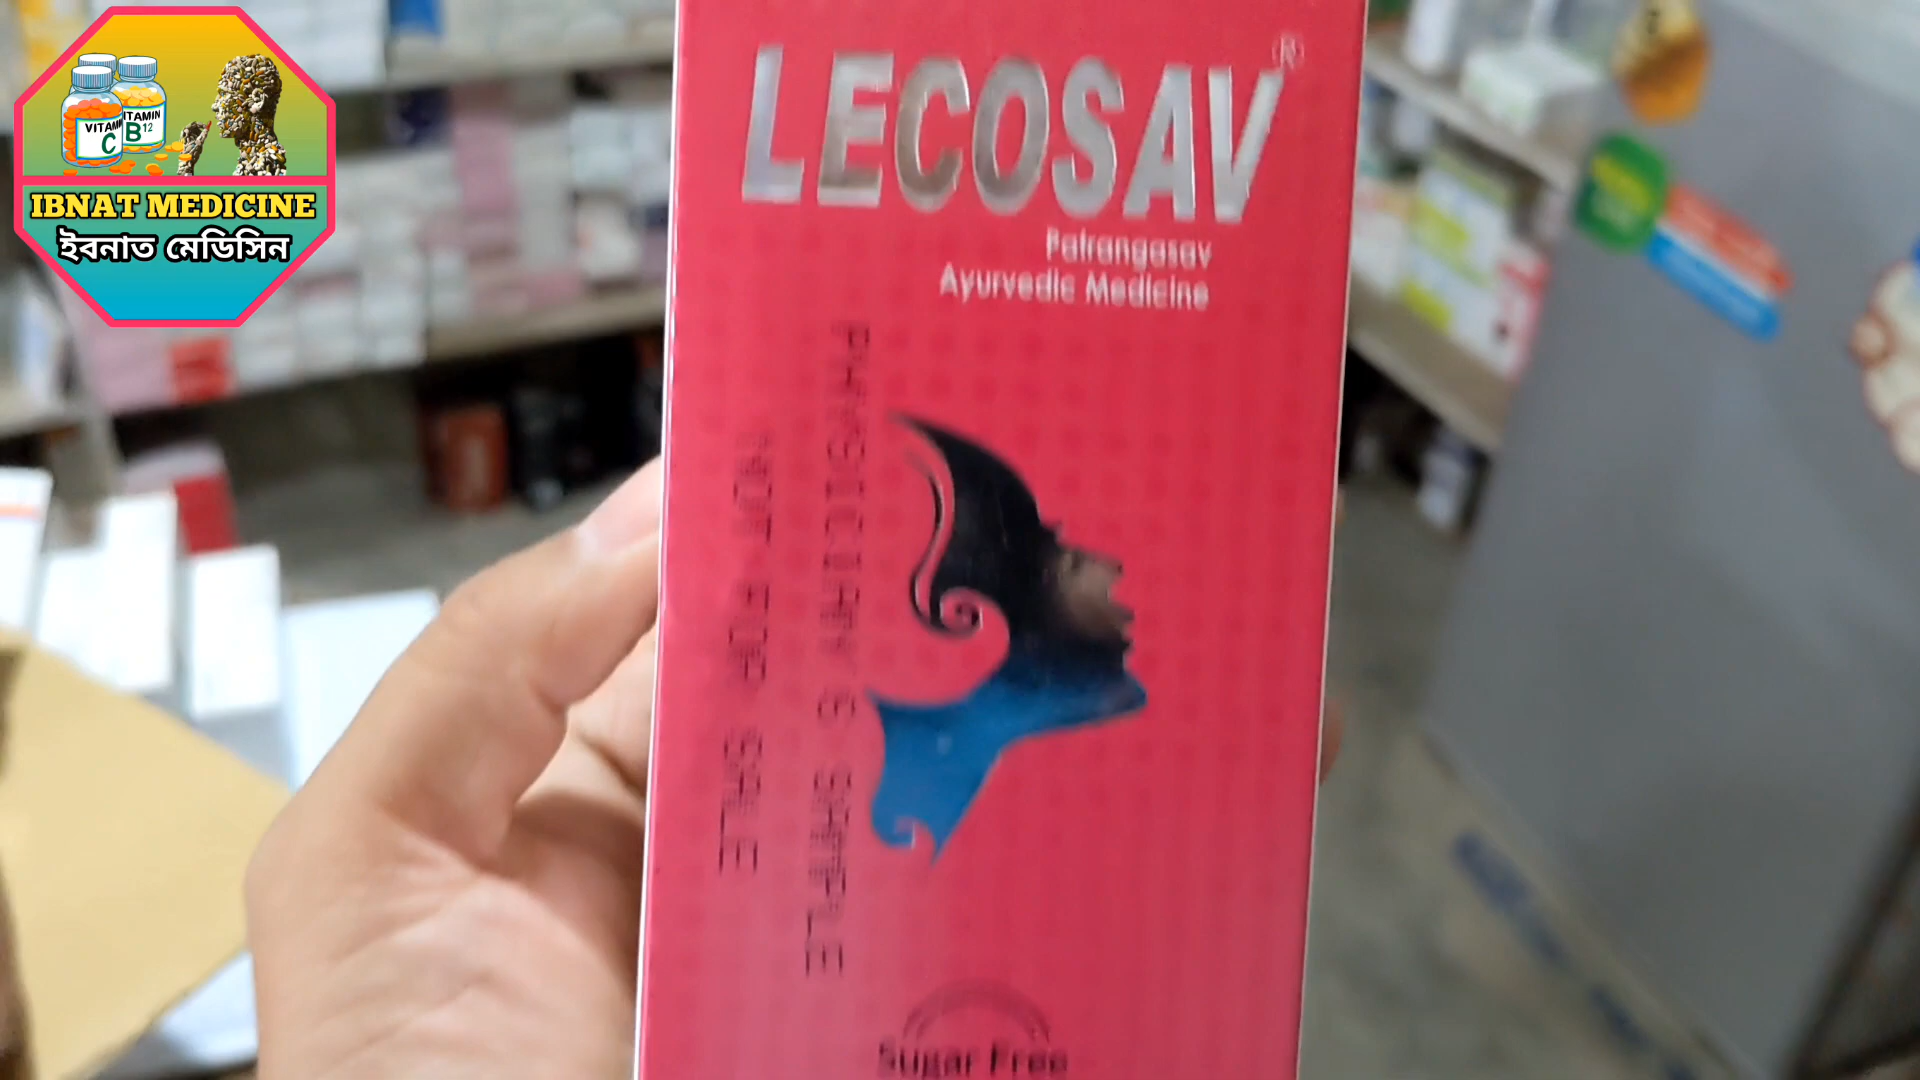 VITAMIN
C
VITAMIN
B12
IBNAT MEDICINE
ইবনাত মেডিসিন
LECOSAV®
Patrangasav
Ayurvedic Medicine
PHYSICIAN'S SAMPLE
NOT FOR SALE
Sugar Free